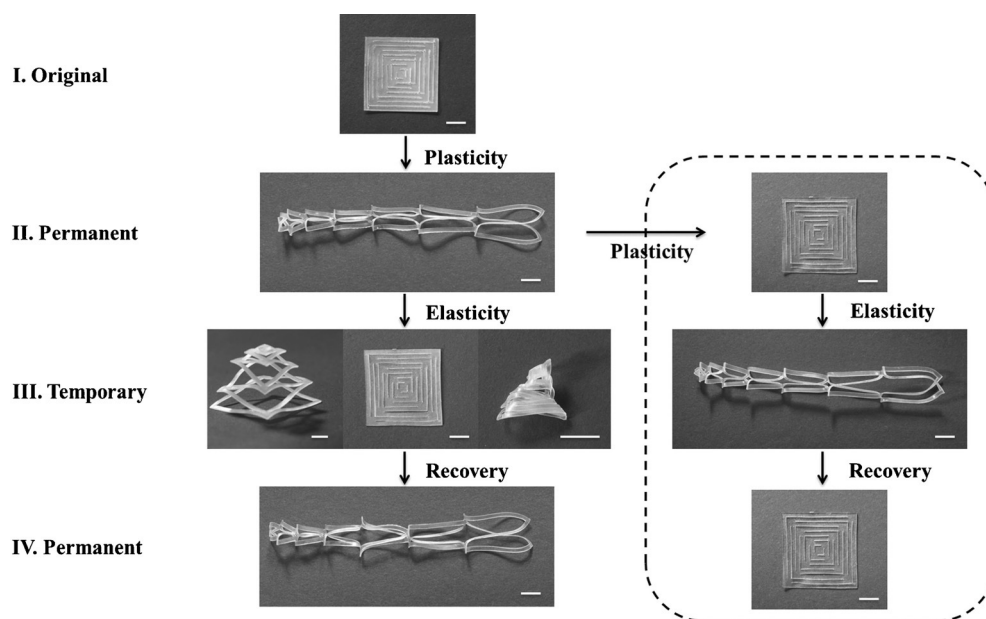 I. Original
Plasticity
II. Permanent
Plasticity
Elasticity
Elasticity
III. Temporary
Recovery
Recovery
IV. Permanent